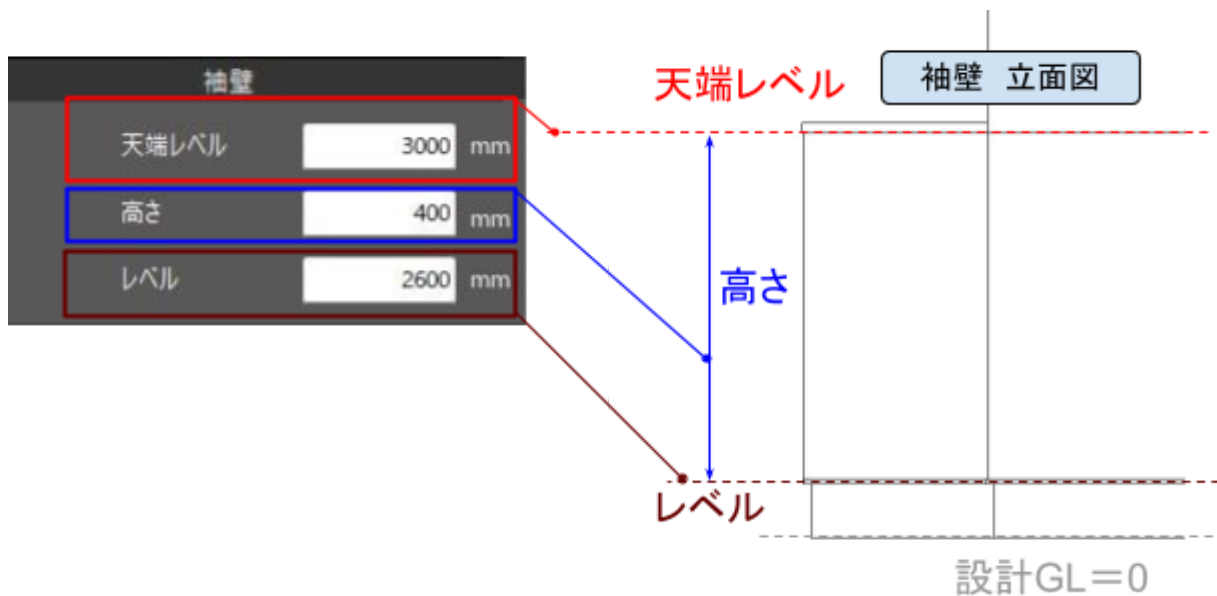 袖壁
天端レベル 3000 mm
高さ 400 mm
レベル 2600 mm
天端レベル
袖壁 立面図
高さ
レベル
設計GL=0